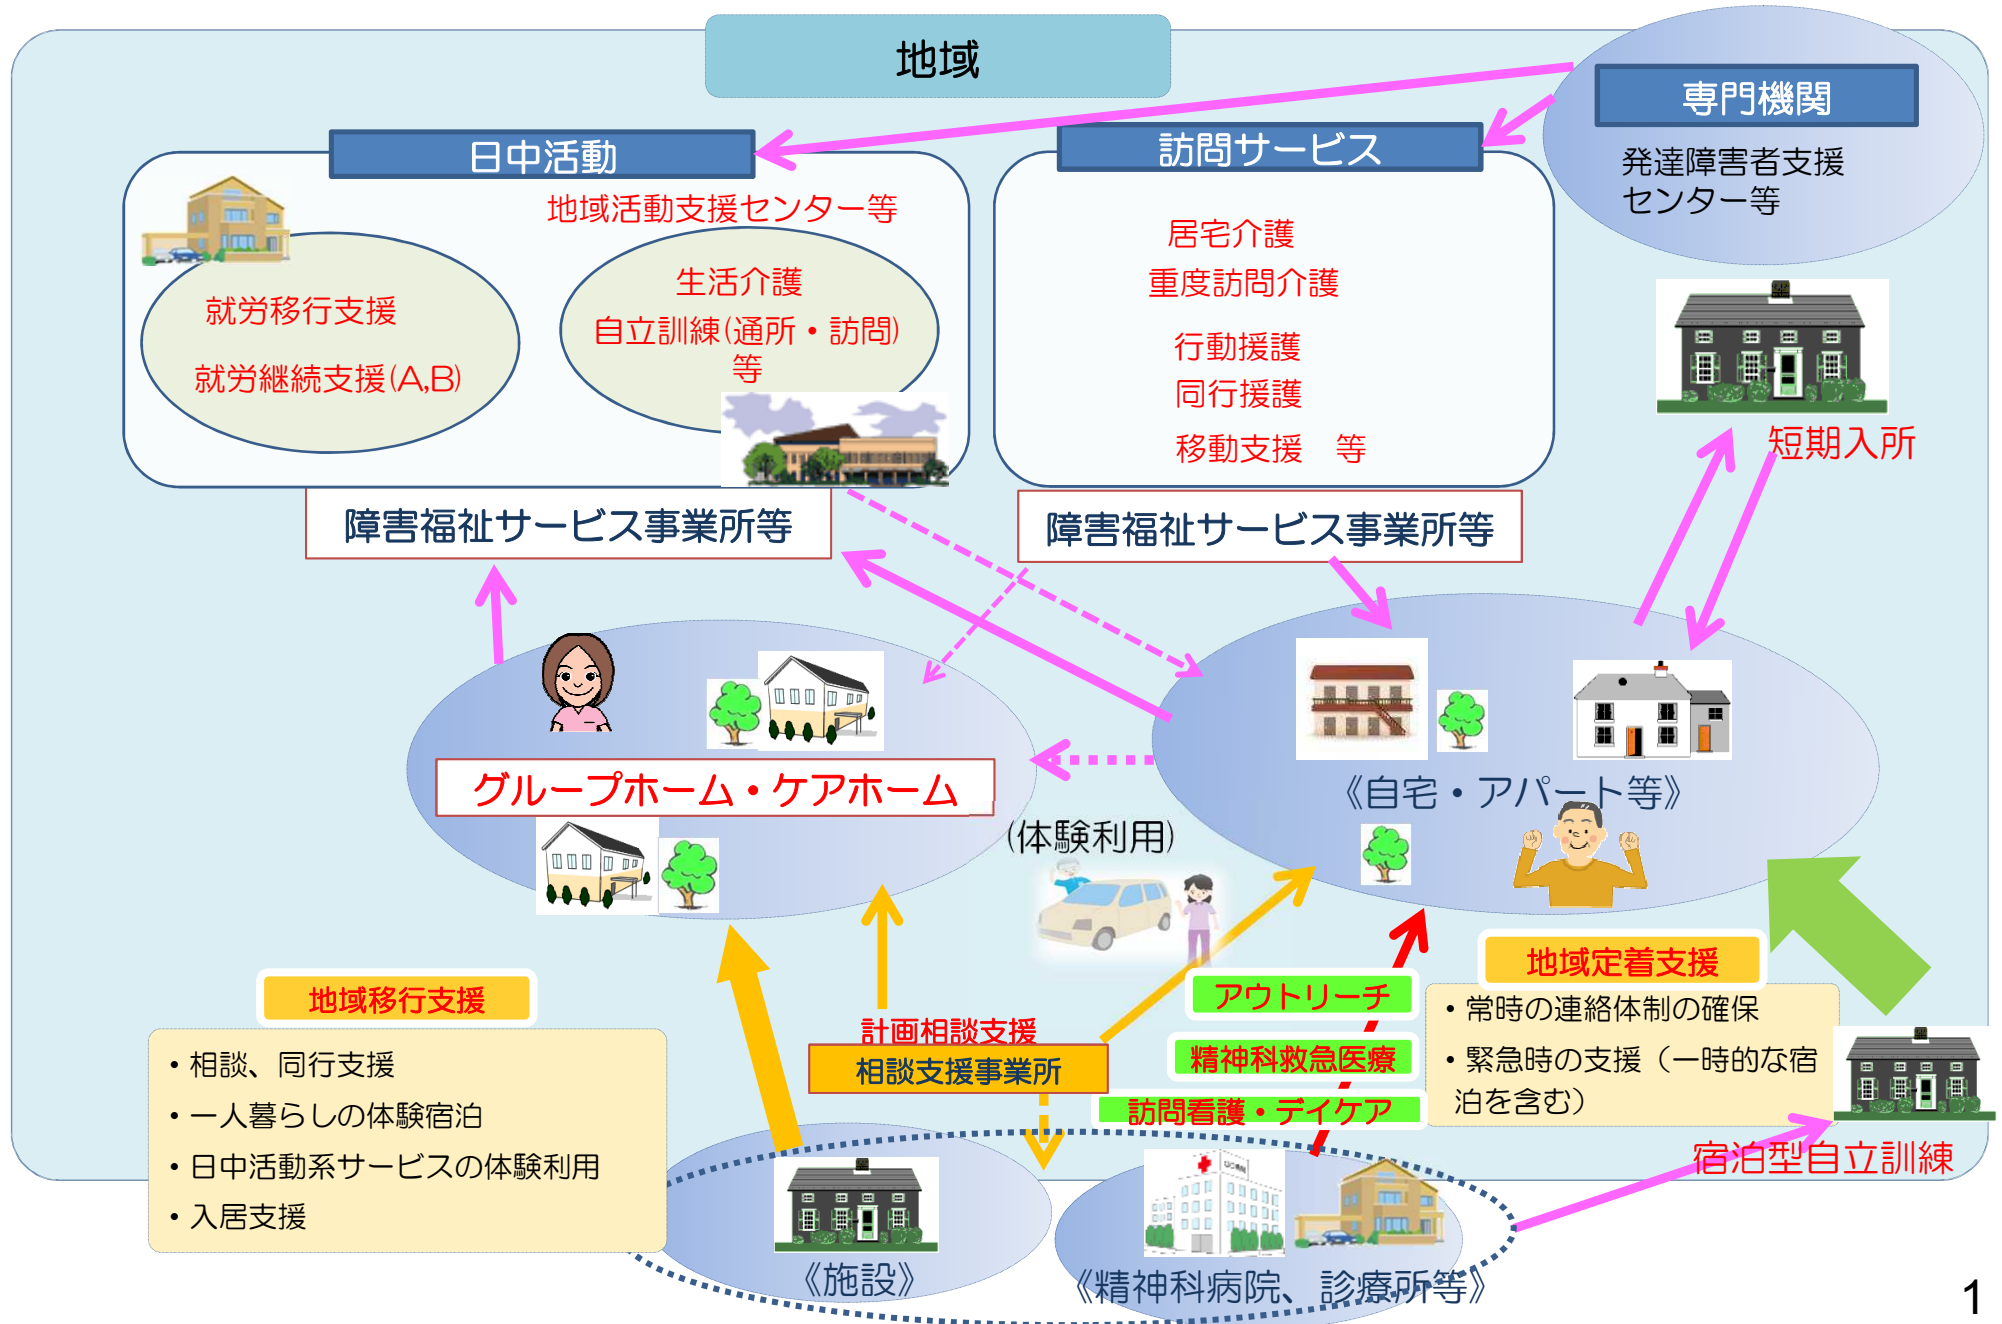 地域
専門機関
発達障害者支援
センター等
日中活動
地域活動支援センター等
就労移行支援
就労継続支援(A,B)
生活介護
自立訓練(通所・訪問)
等
障害福祉サービス事業所等
訪問サービス
居宅介護
重度訪問介護
行動援護
同行援護
移動支援　等
障害福祉サービス事業所等
短期入所
グループホーム・ケアホーム
《自宅・アパート等》
(体験利用)
地域移行支援
・相談、同行支援
・一人暮らしの体験宿泊
・日中活動系サービスの体験利用
・入居支援
計画相談支援
相談支援事業所
アウトリーチ
精神科救急医療
訪問看護・デイケア
地域定着支援
・常時の連絡体制の確保
・緊急時の支援（一時的な宿
泊を含む）
宿泊型自立訓練
《施設》
《精神科病院、診療所等》
1